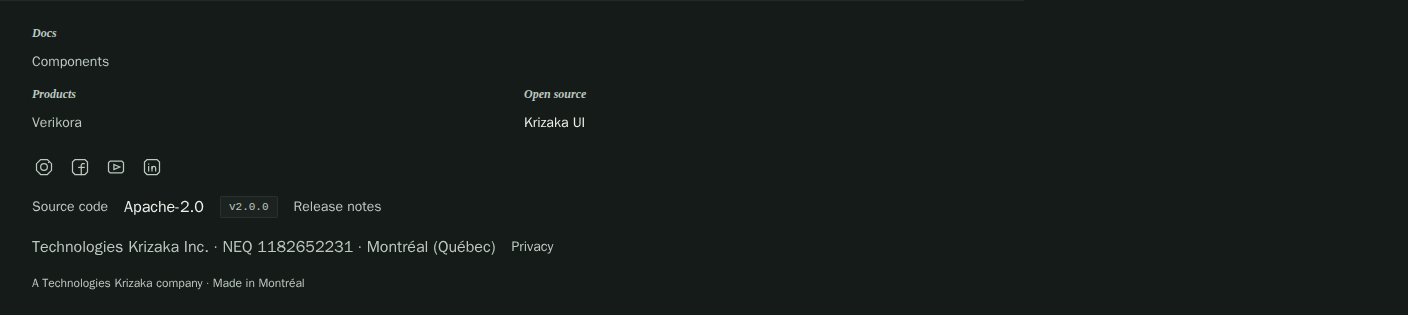 Docs
Components
Products
Open source
Verikora
Krizaka UI
Source code Apache-2.0 v2.0.0 Release notes
Technologies Krizaka Inc. · NEQ 1182652231 · Montréal (Québec) Privacy
A Technologies Krizaka company · Made in Montréal